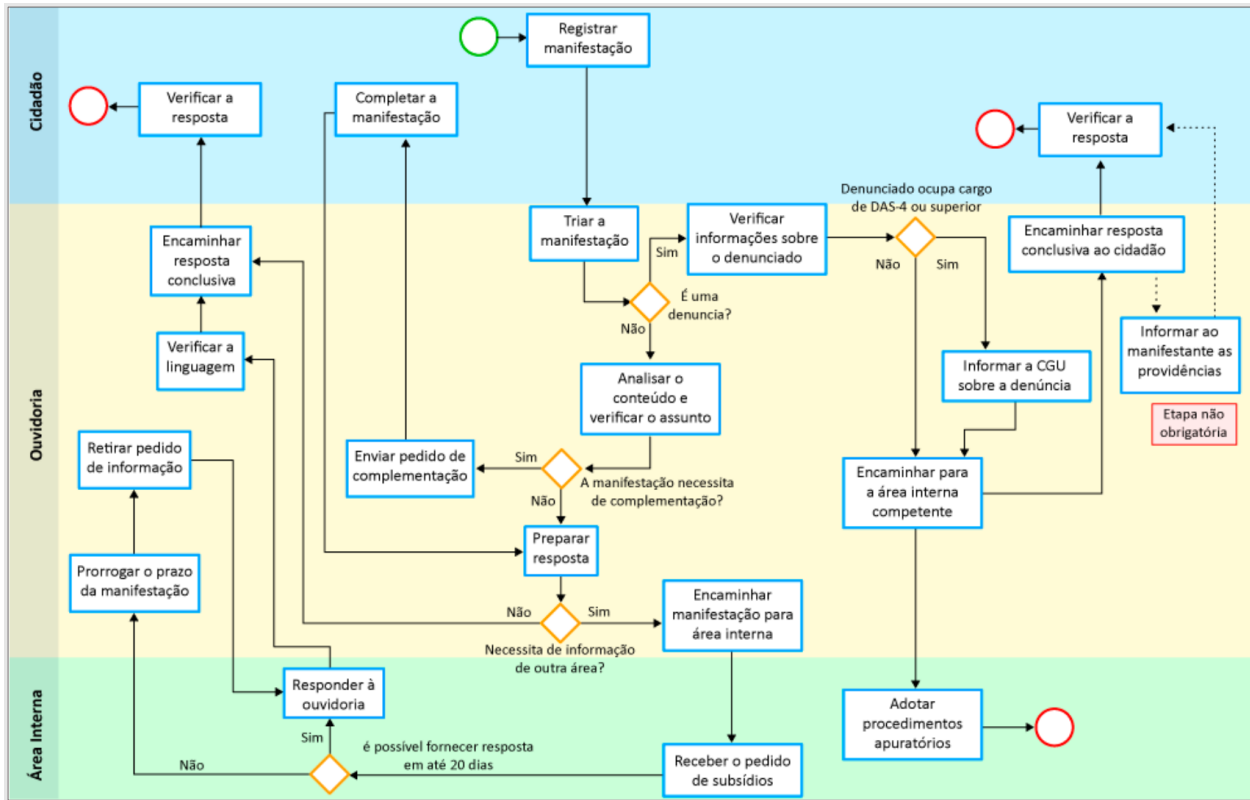 Cidadão
Registrar
manifestação
Verificar a
resposta
Completar a
manifestação
Verificar a
resposta
Ouvidoria
Denunciado ocupa cargo
de DAS-4 ou superior
Triar a
manifestação
Verificar
informações sobre
o denunciado
Encaminhar resposta
conclusiva ao cidadão
Encaminhar
resposta
conclusiva
Sim
Não
Sim
É uma
denuncia?
Não
Informar ao
manifestante as
providências
Verificar a
linguagem
Analisar o
conteúdo e
verificar o assunto
Informar a CGU
sobre a denúncia
Etapa não
obrigatória
Retirar pedido
de informação
Enviar pedido de
complementação
Sim
A manifestação necessita
de complementação?
Não
Encaminhar para
a área interna
competente
Preparar
resposta
Prorrogar o prazo
da manifestação
Não
Sim
Encaminhar
manifestação para
área interna
Necessita de informação
de outra área?
Área Interna
Responder à
ouvidoria
Adotar
procedimentos
apuratórios
Sim
é possível fornecer resposta
em até 20 dias
Não
Receber o pedido
de subsídios